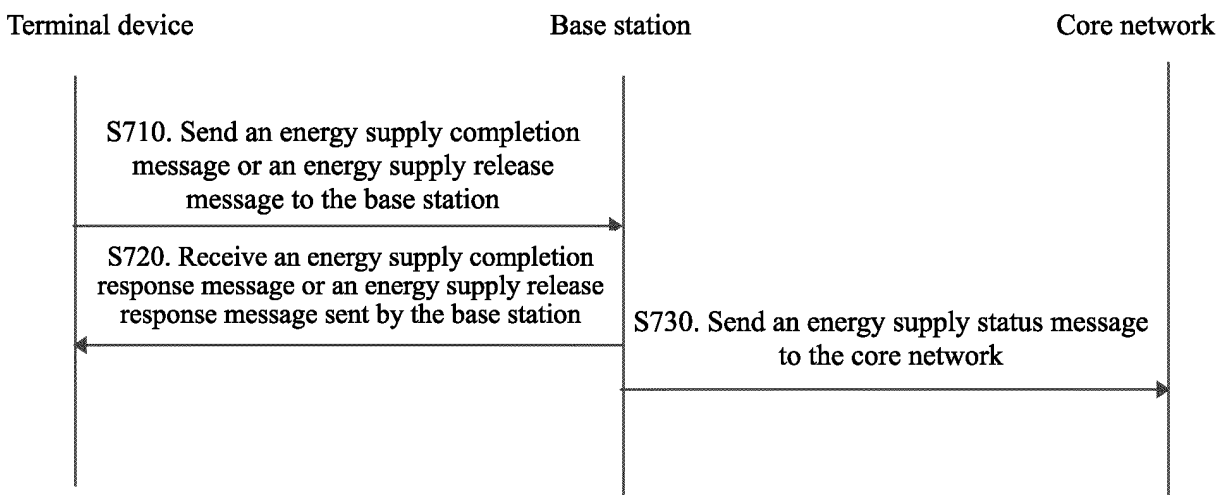 Terminal device
Base station
Core network
S710. Send an energy supply completion
message or an energy supply release
message to the base station
S720. Receive an energy supply completion
response message or an energy supply release
response message sent by the base station
S730. Send an energy supply status message
to the core network